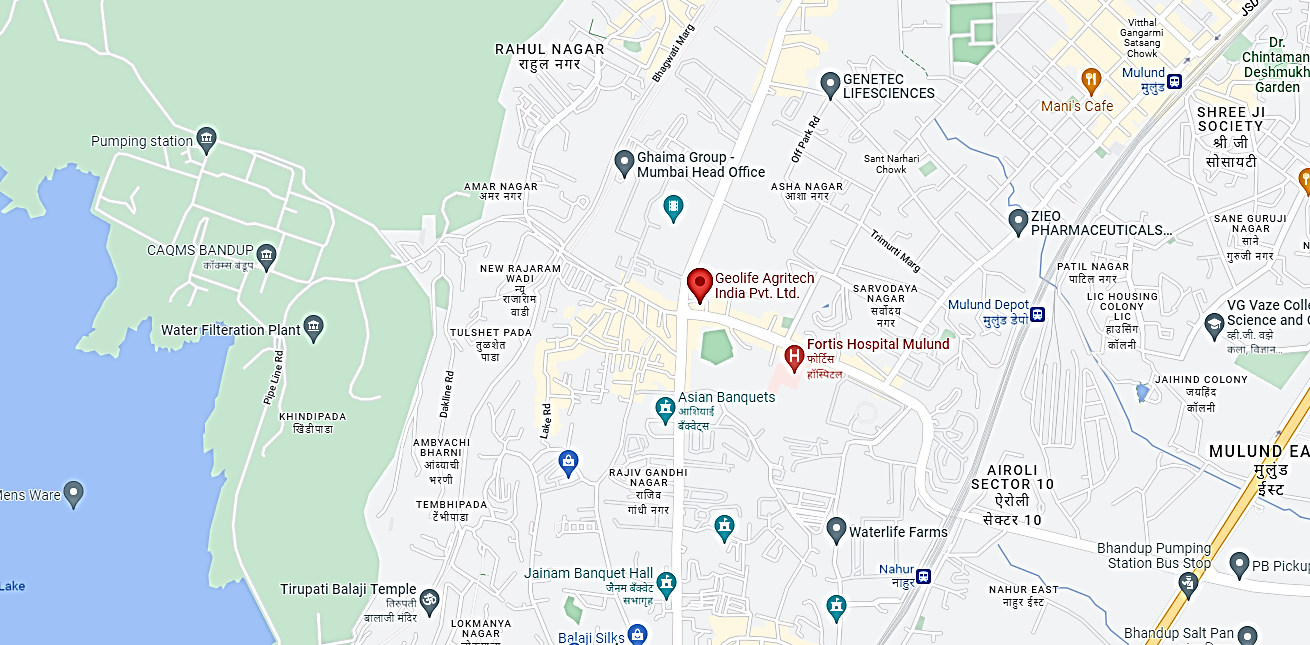 RAHUL NAGAR
राहुल नगर
Bhagwati Marg
Vitthal
Gangarmi
Satsang
Chowk
JSD
Dr.
Chintaman
Deshmukh
Garden
Mulund
मुलुंड
GENETEC
LIFESCIENCES
Mani's Cafe
SHREE JI
SOCIETY
श्री जी
सोसायटी
Pumping station
Off Park Rd
Ghaima Group -
Mumbai Head Office
Sant Narhari
Chowk
AMAR NAGAR
अमर नगर
ASHA NAGAR
आशा नगर
ZIEO
PHARMACEUTICALS...
SANE GURUJI
NAGAR
साने
गुरुजी नगर
CAQMS BANDUP
Trimurti Marg
NEW RAJARAM
WADI
न्यू
राजाराम
वाडी
Geolife Agritech
India Pvt. Ltd.
PATIL NAGAR
पाटिल नगर
SARVODAYA
NAGAR
सर्वोदय
नगर
LIC HOUSING
COLONY
LIC
हाउसिंग
कॉलनी
Mulund Depot
मुलुंड डेपो
VG Vaze Colle
Science and C
व्ही.जी. वझे
कला, विज्ञान...
Water Filteration Plant
TULSHET PADA
तुळशेत
पाडा
Fortis Hospital Mulund
फोर्टिस
हॉस्पिटल
Pipe Line Rd
Dakline Rd
Lake Rd
JAIHIND COLONY
जयहिंद
कॉलनी
Asian Banquets
आशियाई
बँक्वेट्स
KHINDIPADA
खिंडीपाडा
AMBYACHI
BHARNI
आंब्याची
भरणी
MULUND EA
मुलुंड
ईस्ट
RAJIV GANDHI
NAGAR
राजिव
गांधी नगर
AIROLI
SECTOR 10
ऐरोली
सेक्टर 10
Mens Ware
TEMBHIPADA
टेंभीपाडा
Waterlife Farms
Bhandup Pumping
Station Bus Stop
PB Pickup
Jainam Banquet Hall
जैनम बँक्वेट
सभागृह
Nahur
नाहुर
Lake
Tirupati Balaji Temple
तिरुपती
बालाजी मंदिर
NAHUR EAST
नाहुर ईस्ट
LOKMANYA
NAGAR
Balaji Silks
Bhandup Salt Pan